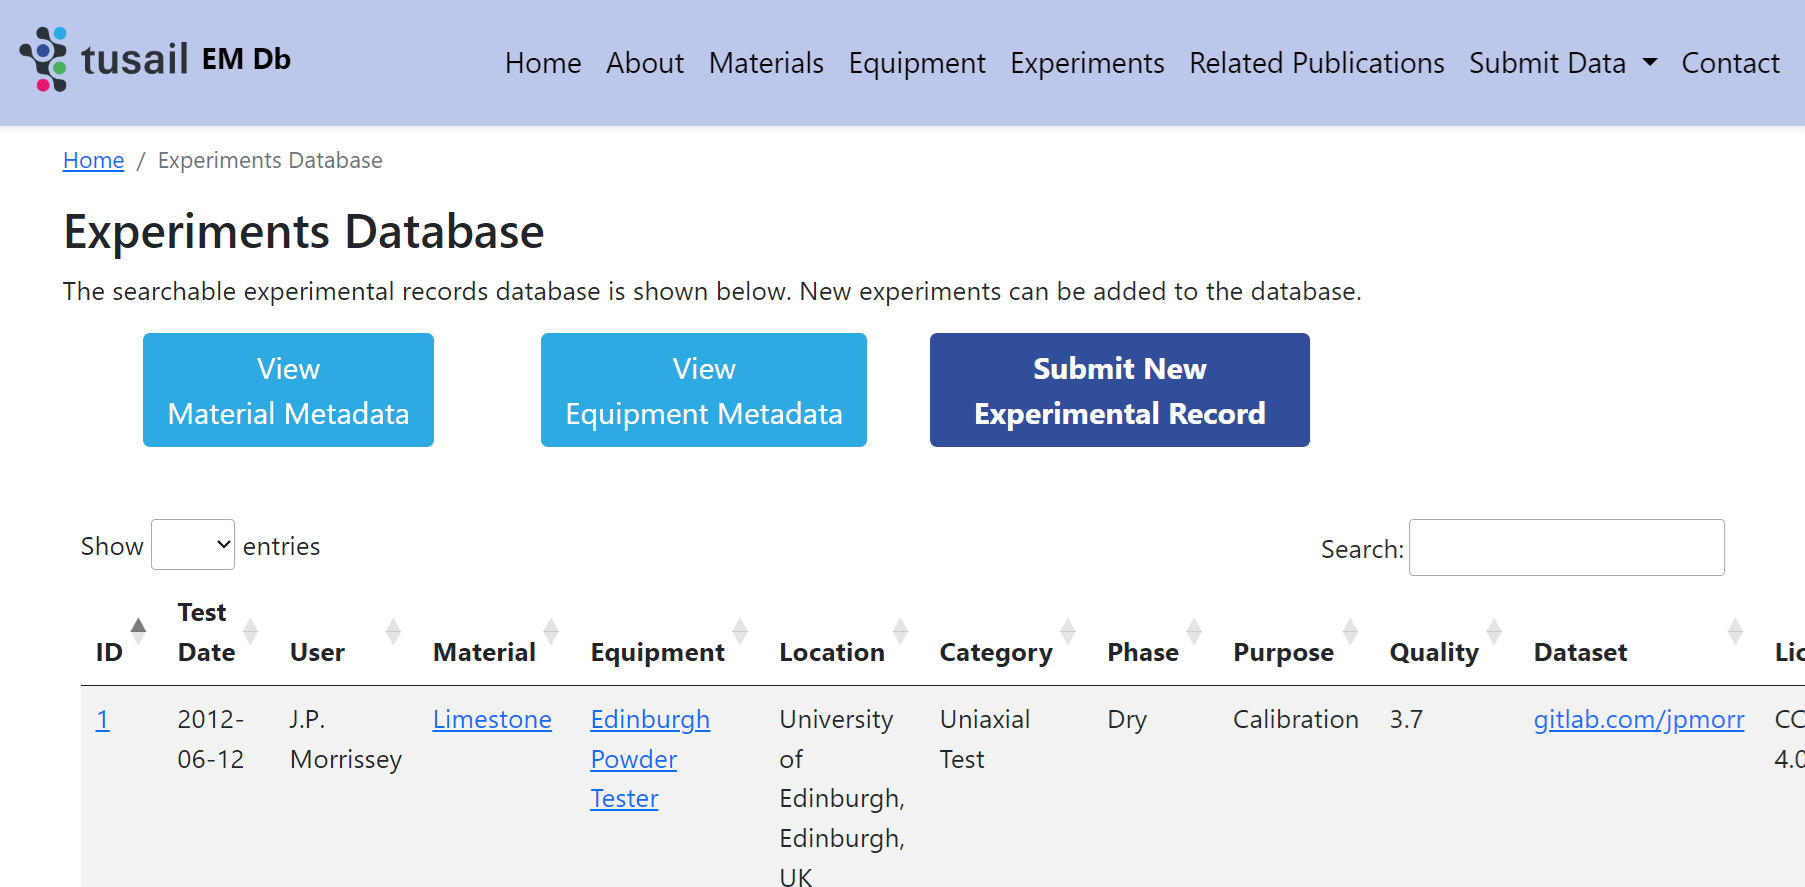 tusail EM Db
Home About Materials Equipment Experiments Related Publications Submit Data Contact
Home / Experiments Database
Experiments Database
The searchable experimental records database is shown below. New experiments can be added to the database.
View
Material Metadata
View
Equipment Metadata
Submit New
Experimental Record
Show entries
Search:
ID
Test
Date
User
Material
Equipment
Location
Category
Phase
Purpose
Quality
Dataset
1
2012-
06-12
J.P.
Morrissey
Limestone
Edinburgh
Powder
Tester
University
of
Edinburgh,
Edinburgh,
UK
Uniaxial
Test
Dry
Calibration
3.7
gitlab.com/jpmorr
CC
4.0